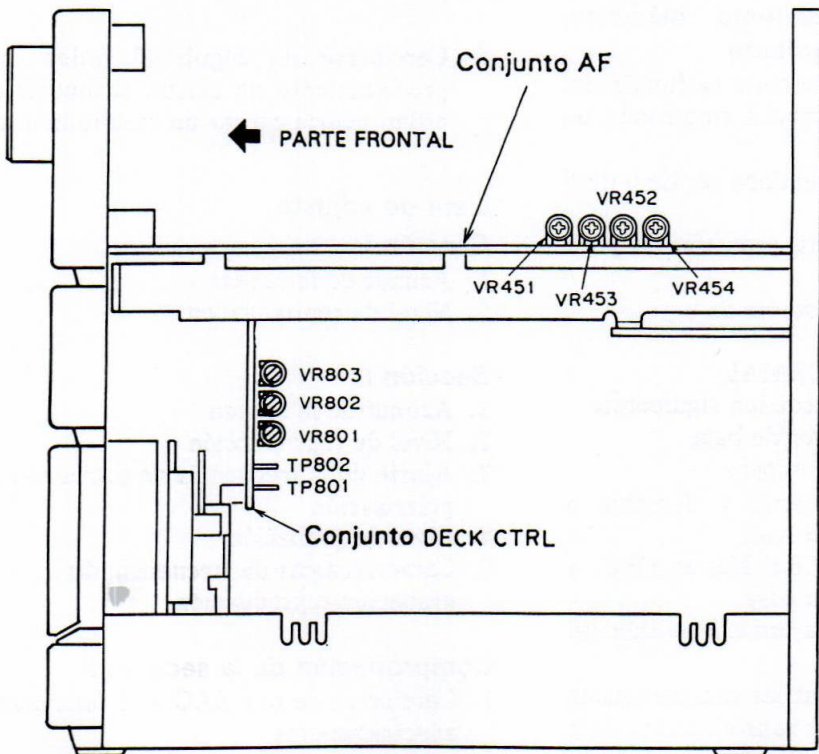 Conjunto AF
PARTE FRONTAL
VR452
VR451
VR453
VR454
VR803
VR802
VR801
TP802
TP801
Conjunto DECK CTRL